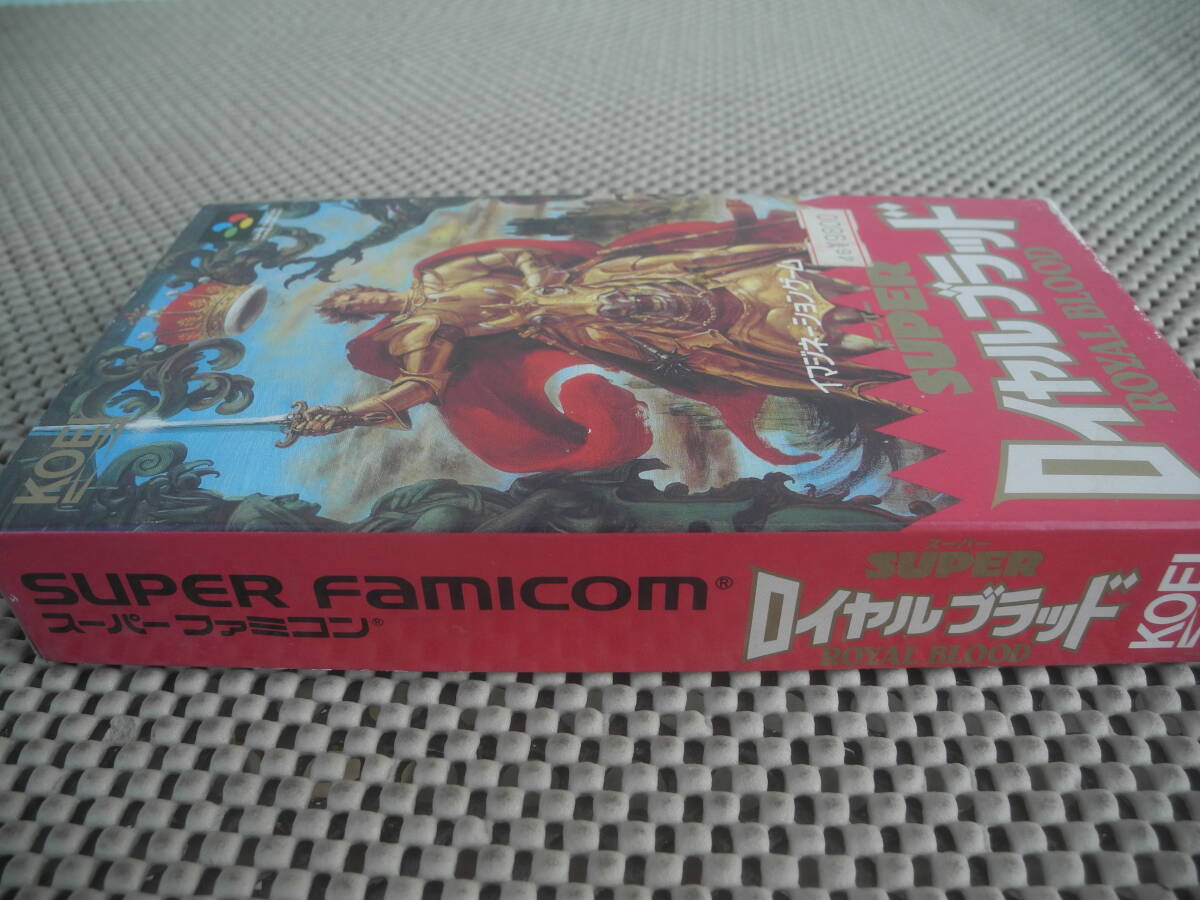 SUPER
ロイヤルブラッド
ROYAL BLOOD
イマジネーションゲーム
KOEI
SUPER FAMICOM®
スーパーファミコン®
スーパー
SUPER
ロイヤルブラッド
ROYAL BLOOD
KOEI